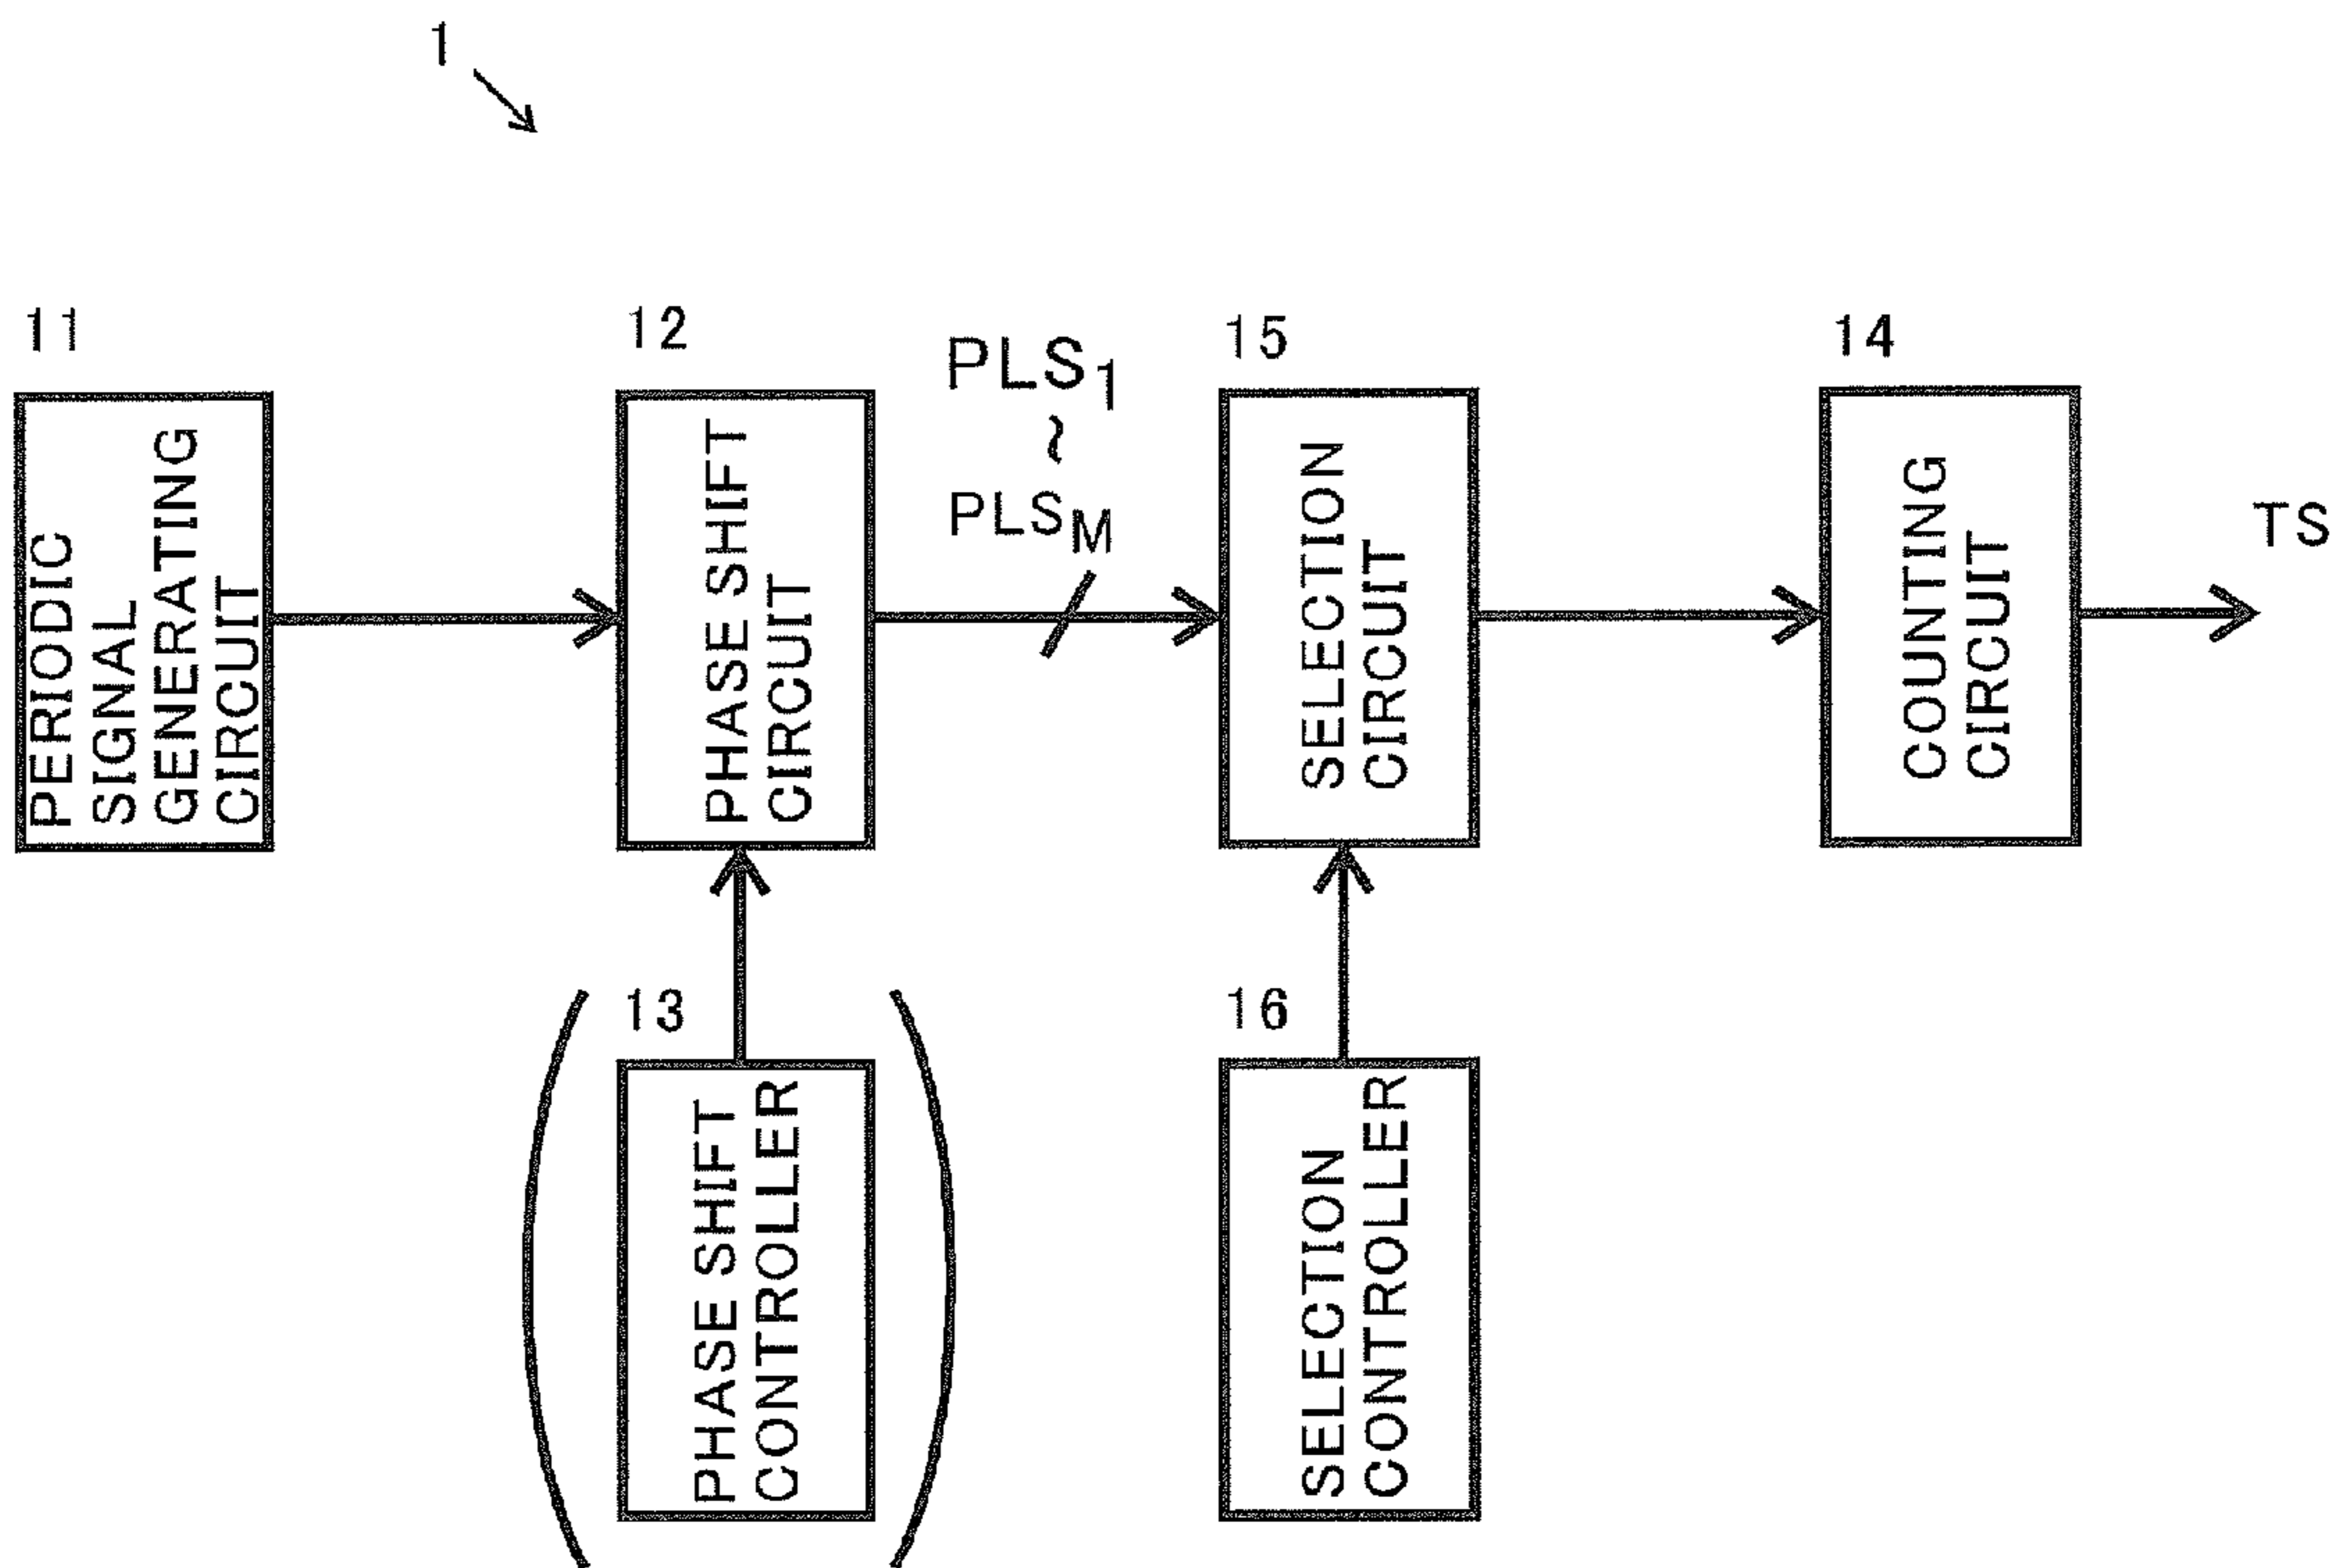 1
11
PERIODIC
SIGNAL
GENERATING
CIRCUIT
12
PHASE SHIFT
CIRCUIT
PLS1
~
PLSM
15
SELECTION
CIRCUIT
14
COUNTING
CIRCUIT
TS
13
PHASE SHIFT
CONTROLLER
16
SELECTION
CONTROLLER